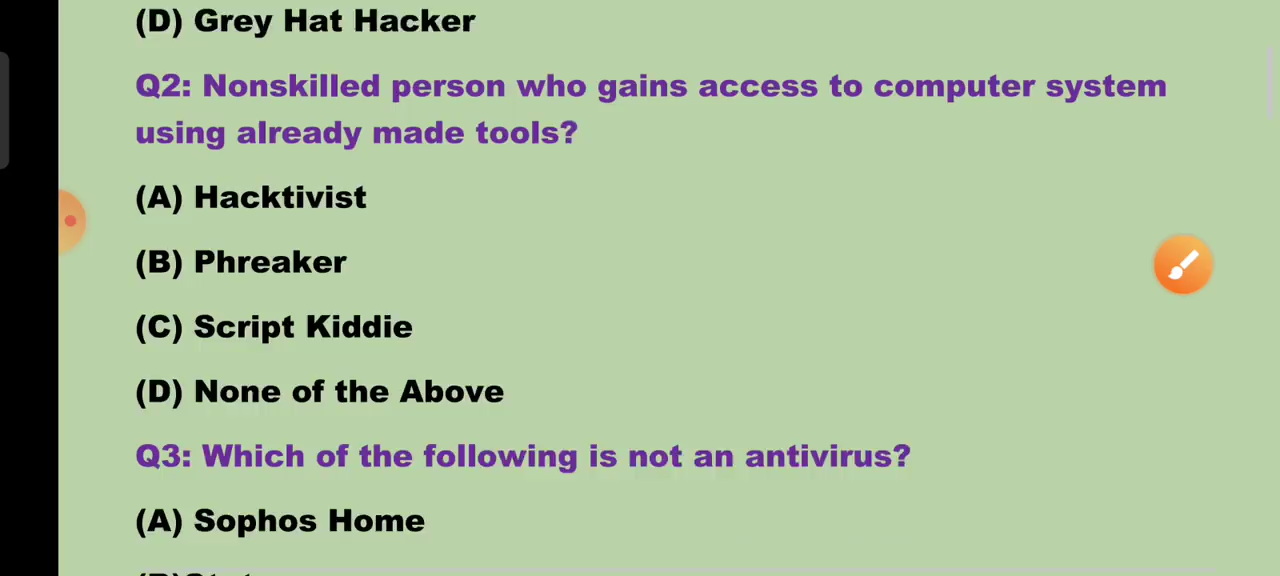 (D) Grey Hat Hacker
Q2: Nonskilled person who gains access to computer system
using already made tools?
(A) Hacktivist
(B) Phreaker
(C) Script Kiddie
(D) None of the Above
Q3: Which of the following is not an antivirus?
(A) Sophos Home